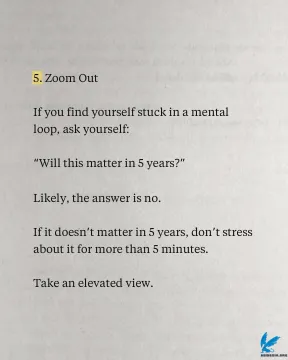 5. Zoom Out
If you find yourself stuck in a mental
loop, ask yourself:
“Will this matter in 5 years?”
Likely, the answer is no.
If it doesn’t matter in 5 years, don’t stress
about it for more than 5 minutes.
Take an elevated view.